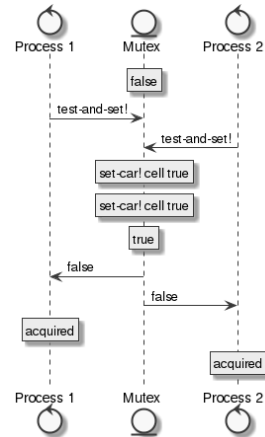 Process 1 Mutex Process 2
false
test-and-set!
test-and-set!
set-car! cell true
set-car! cell true
true
false
false
acquired
acquired
Process 1 Mutex Process 2